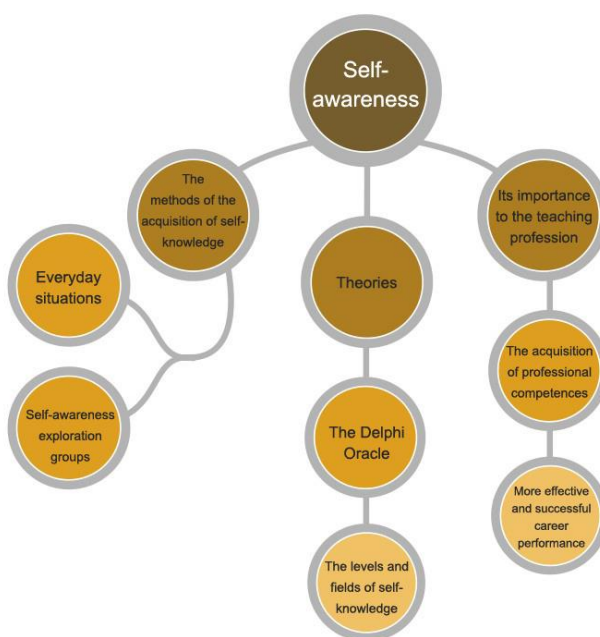 Self-
awareness
The
methods of the
acquisition of self-
knowledge
Its importance
to the teaching
profession
Everyday
situations
Theories
The acquisition
of professional
competences
Self-awareness
exploration
groups
The Delphi
Oracle
More effective
and successful
career
performance
The levels and
fields of self-
knowledge